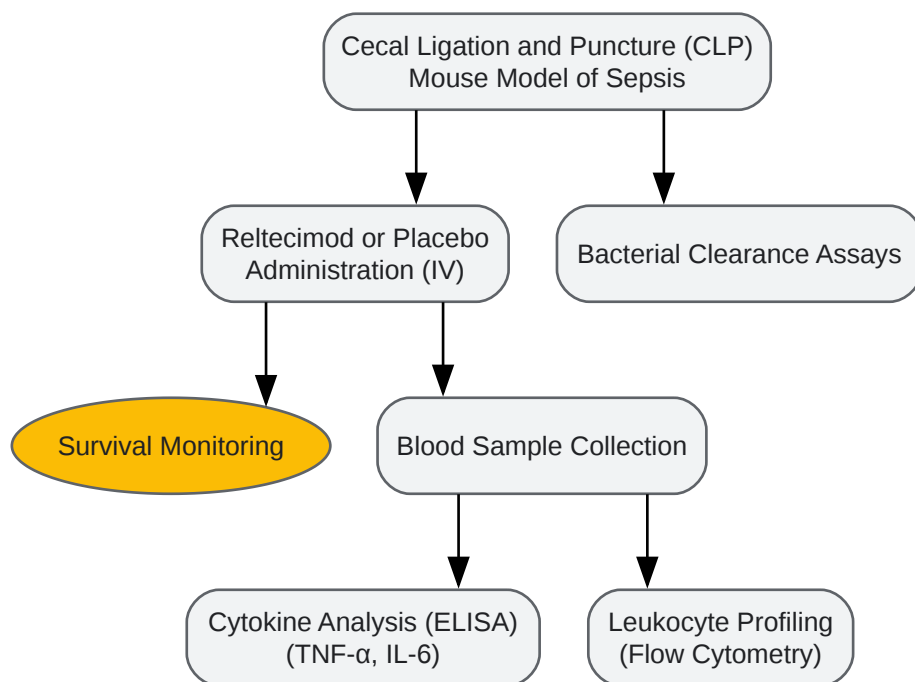 Cecal Ligation and Puncture (CLP)
Mouse Model of Sepsis
Reltecimod or Placebo
Administration (IV)
Bacterial Clearance Assays
Survival Monitoring
Blood Sample Collection
Cytokine Analysis (ELISA)
(TNF-α, IL-6)
Leukocyte Profiling
(Flow Cytometry)